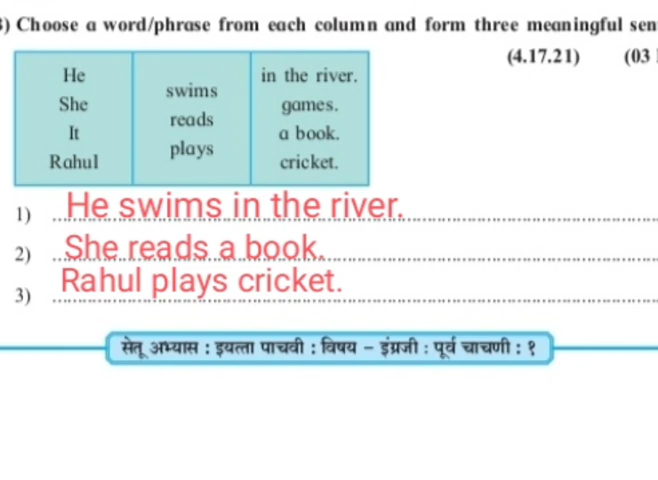 3) Choose a word/phrase from each column and form three meaningful sen
(4.17.21) (03
He swims in the river.
She reads games.
It plays a book.
Rahul cricket.
1) He swims in the river.
2) She reads a book.
3) Rahul plays cricket.
सेतू अभ्यास : इयत्ता पाचवी : विषय – इंग्रजी : पूर्व चाचणी : १